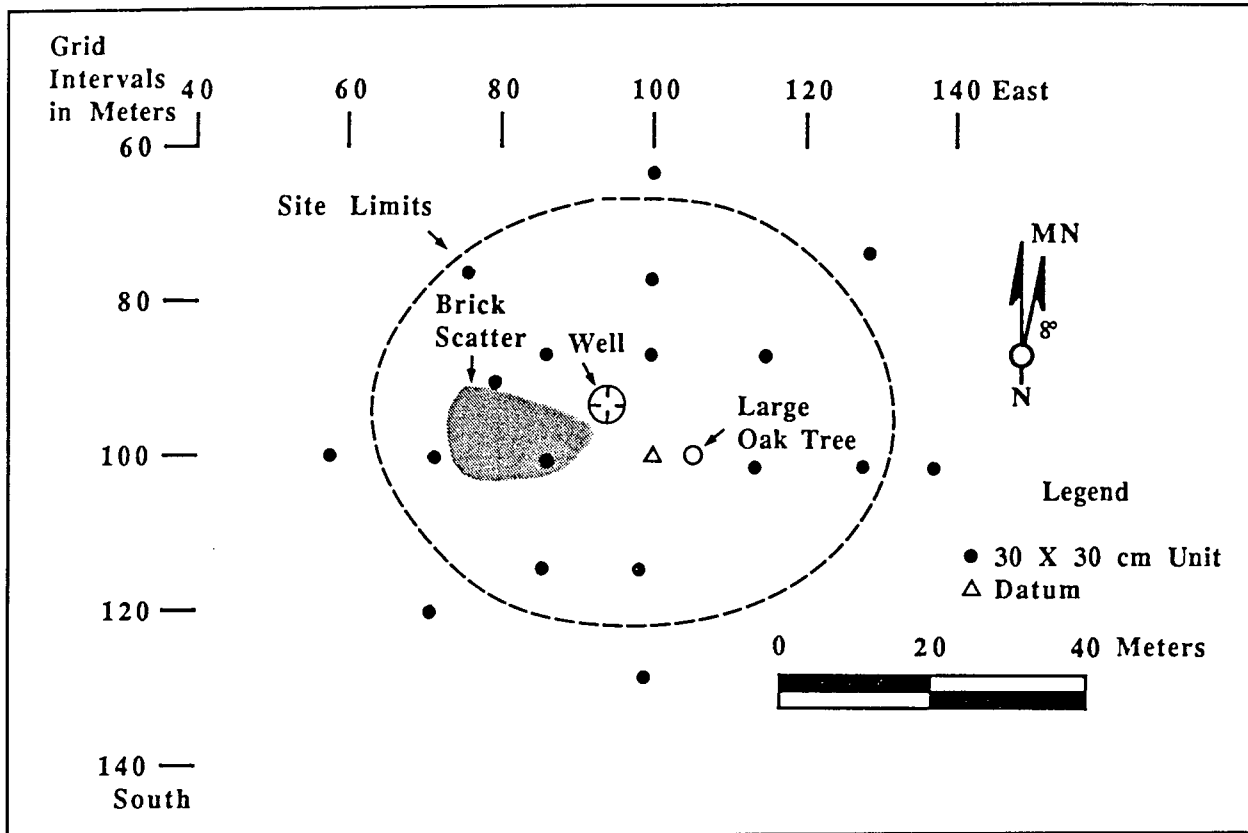 Grid
Intervals
in Meters
40 60 80 100 120 140 East
60
Site Limits
MN
80
Brick
Scatter
Well
8°
N
Large
Oak Tree
100
Legend
30 X 30 cm Unit
Datum
120
0 20 40 Meters
140
South